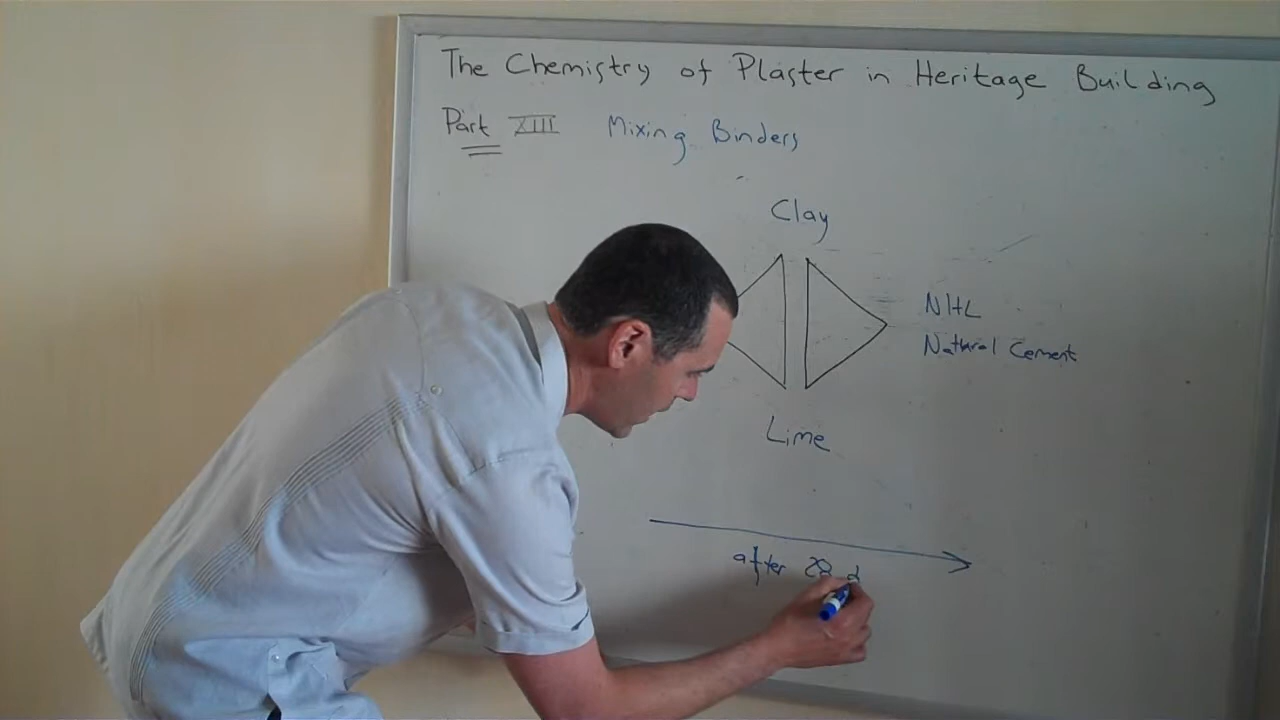 The Chemistry of Plaster in Heritage Building
Part XIII Mixing Binders
Clay
NHL
Natural Cement
Lime
after 28 d